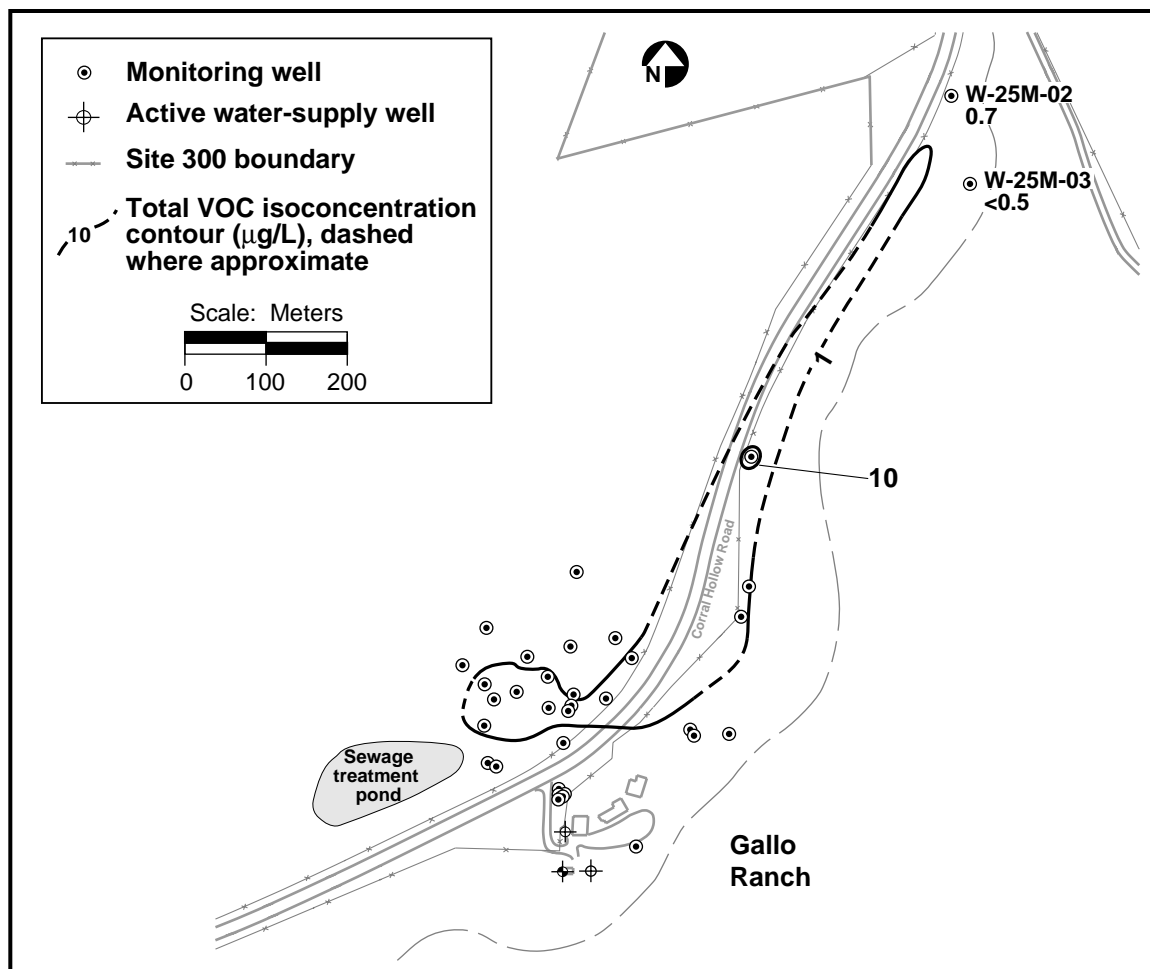 Monitoring well
Active water-supply well
Site 300 boundary
10
Total VOC isoconcentration
contour (µg/L), dashed
where approximate
Scale: Meters
0 100 200
N
W-25M-02
0.7
W-25M-03
<0.5
1
10
Corral Hollow Road
Sewage
treatment
pond
Gallo
Ranch